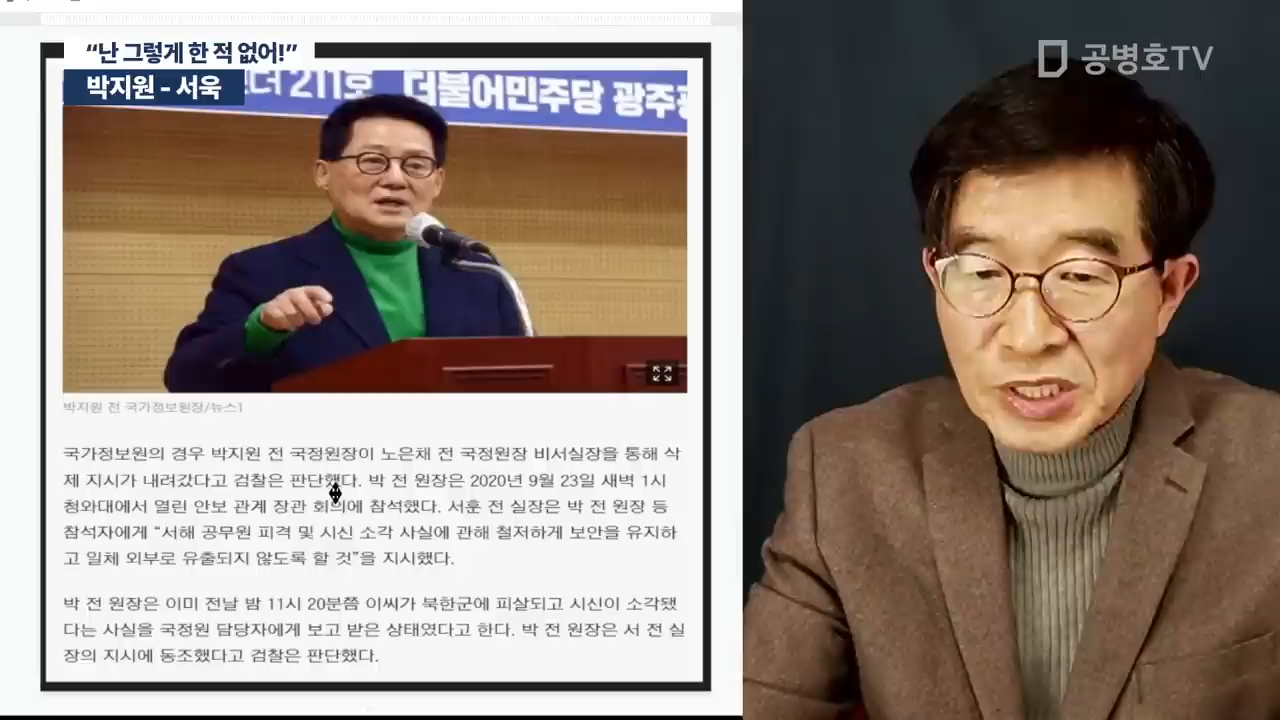 “난 그렇게 한 적 없어!”
박지원 - 서욱
211호
더불어민주당 광주
공병호TV
박지원 전 국가정보원장/뉴스1
국가정보원의 경우 박지원 전 국정원장이 노은채 전 국정원장 비서실장을 통해 삭
제 지시가 내려갔다고 검찰은 판단했다. 박 전 원장은 2020년 9월 23일 새벽 1시
청와대에서 열린 안보 관계 장관 회의에 참석했다. 서훈 전 실장은 박 전 원장 등
참석자에게 “서해 공무원 피격 및 시신 소각 사실에 관해 철저하게 보안을 유지하
고 일체 외부로 유출되지 않도록 할 것”을 지시했다.
박 전 원장은 이미 전날 밤 11시 20분쯤 이씨가 북한군에 피살되고 시신이 소각됐
다는 사실을 국정원 담당자에게 보고 받은 상태였다고 한다. 박 전 원장은 서 전 실
장의 지시에 동조했다고 검찰은 판단했다.